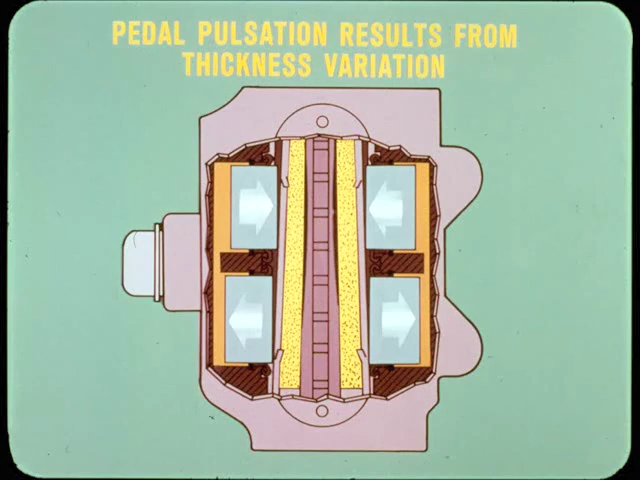 PEDAL PULSATION RESULTS FROM
THICKNESS VARIATION